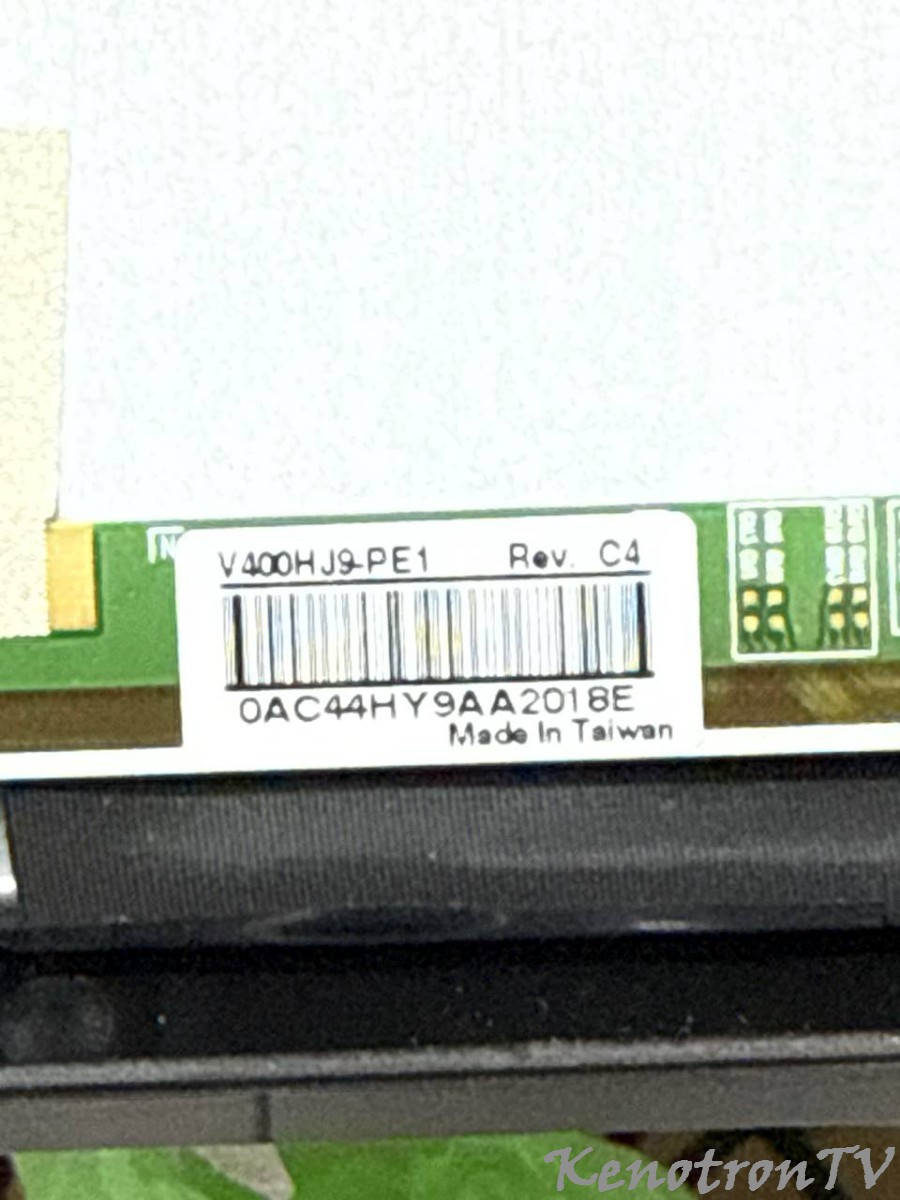 V400HJ9-PE1 Rev. C4
0AC44HY9AA2018E
Made In Taiwan
KenotronTV